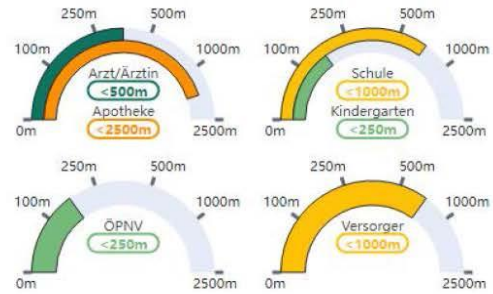 250m 500m
100m 1000m
Arzt/Ärztin
<500m
Apotheke
<2500m
0m 2500m
250m 500m
100m 1000m
Schule
<1000m
Kindergarten
<250m
0m 2500m
250m 500m
100m 1000m
ÖPNV
<250m
0m 2500m
250m 500m
100m 1000m
Versorger
<1000m
0m 2500m